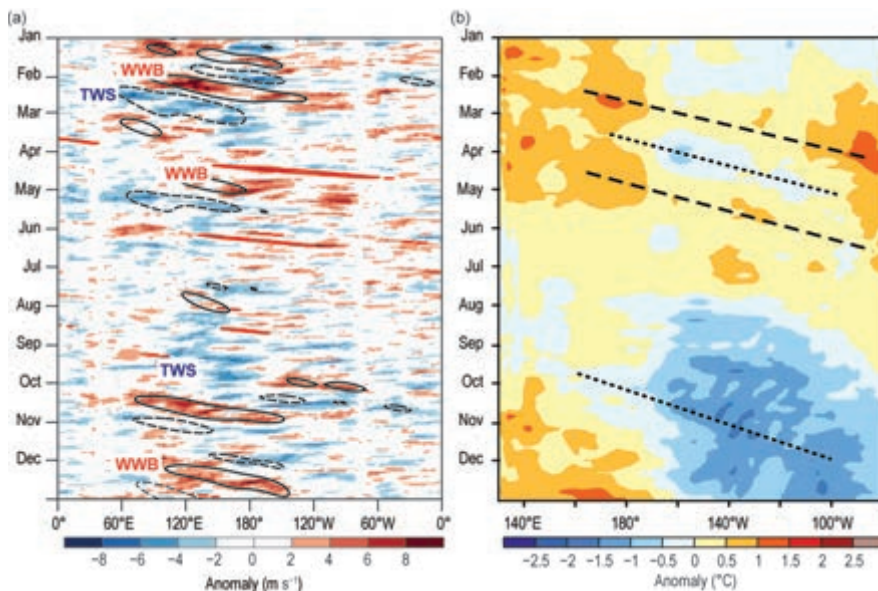 (a)
Jan
Feb
Mar
Apr
May
Jun
Jul
Aug
Sep
Oct
Nov
Dec
WWB
TWS
WWB
TWS
WWB
0° 60°E 120°E 180° 120°W 60°W 0°
−8 −6 −4 −2 0 2 4 6 8
Anomaly (m s⁻¹)
(b)
Jan
Feb
Mar
Apr
May
Jun
Jul
Aug
Sep
Oct
Nov
Dec
140°E 180° 140°W 100°W
−2.5 −2 −1.5 −1 −0.5 0 0.5 1 1.5 2 2.5
Anomaly (°C)